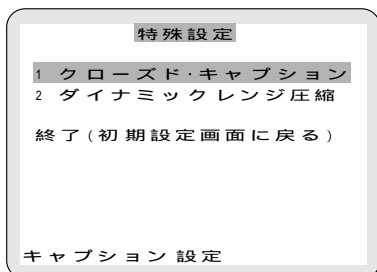 特殊設定
1 クローズド・キャプション
2 ダイナミックレンジ圧縮
終了(初期設定画面に戻る)
キャプション設定